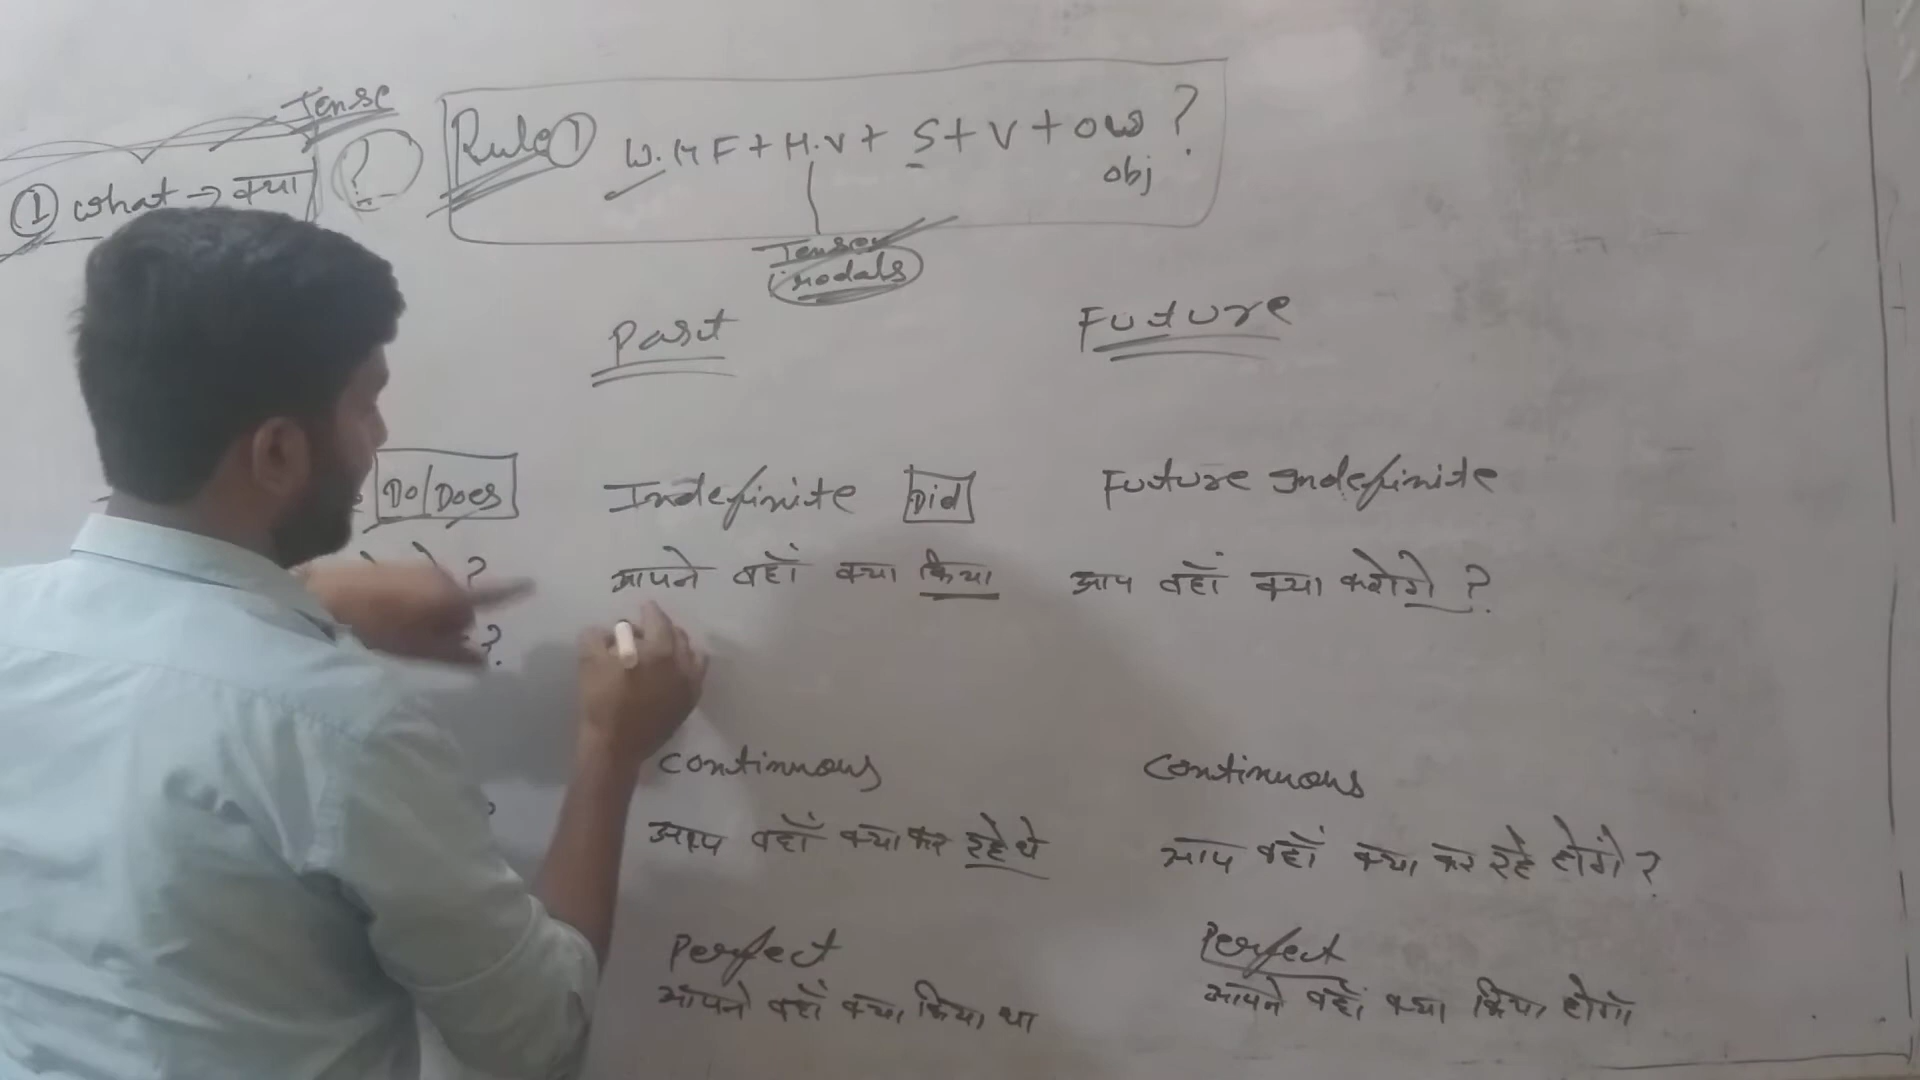 Tense
① what → क्या ?
Rule ① W.H F + H.V + S + V + OW ?
obj
Tense
modals
Past Future
Do/Does Indefinite Did Future Indefinite
? आपने वहाँ क्या किया आप वहाँ क्या करोगे ?
?
continuous continuous
आप वहाँ क्या कर रहे थे आप वहाँ क्या कर रहे होगे ?
Perfect Perfect
आपने वहाँ क्या किया था आपने वहाँ क्या किया होगा